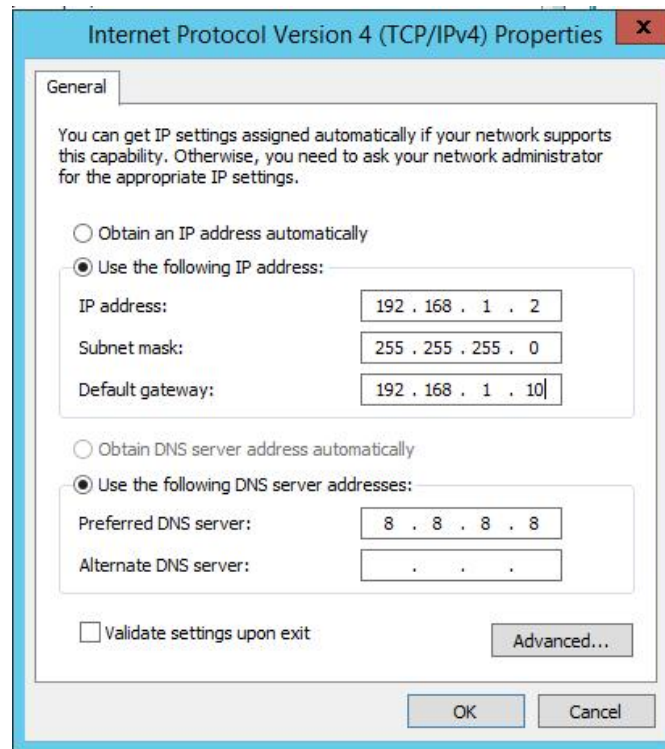 Internet Protocol Version 4 (TCP/IPv4) Properties
x
General
You can get IP settings assigned automatically if your network supports
this capability. Otherwise, you need to ask your network administrator
for the appropriate IP settings.
Obtain an IP address automatically
Use the following IP address:
IP address: 192 . 168 . 1 . 2
Subnet mask: 255 . 255 . 255 . 0
Default gateway: 192 . 168 . 1 . 10
Obtain DNS server address automatically
Use the following DNS server addresses:
Preferred DNS server: 8 . 8 . 8 . 8
Alternate DNS server: . . .
Validate settings upon exit
Advanced...
OK Cancel